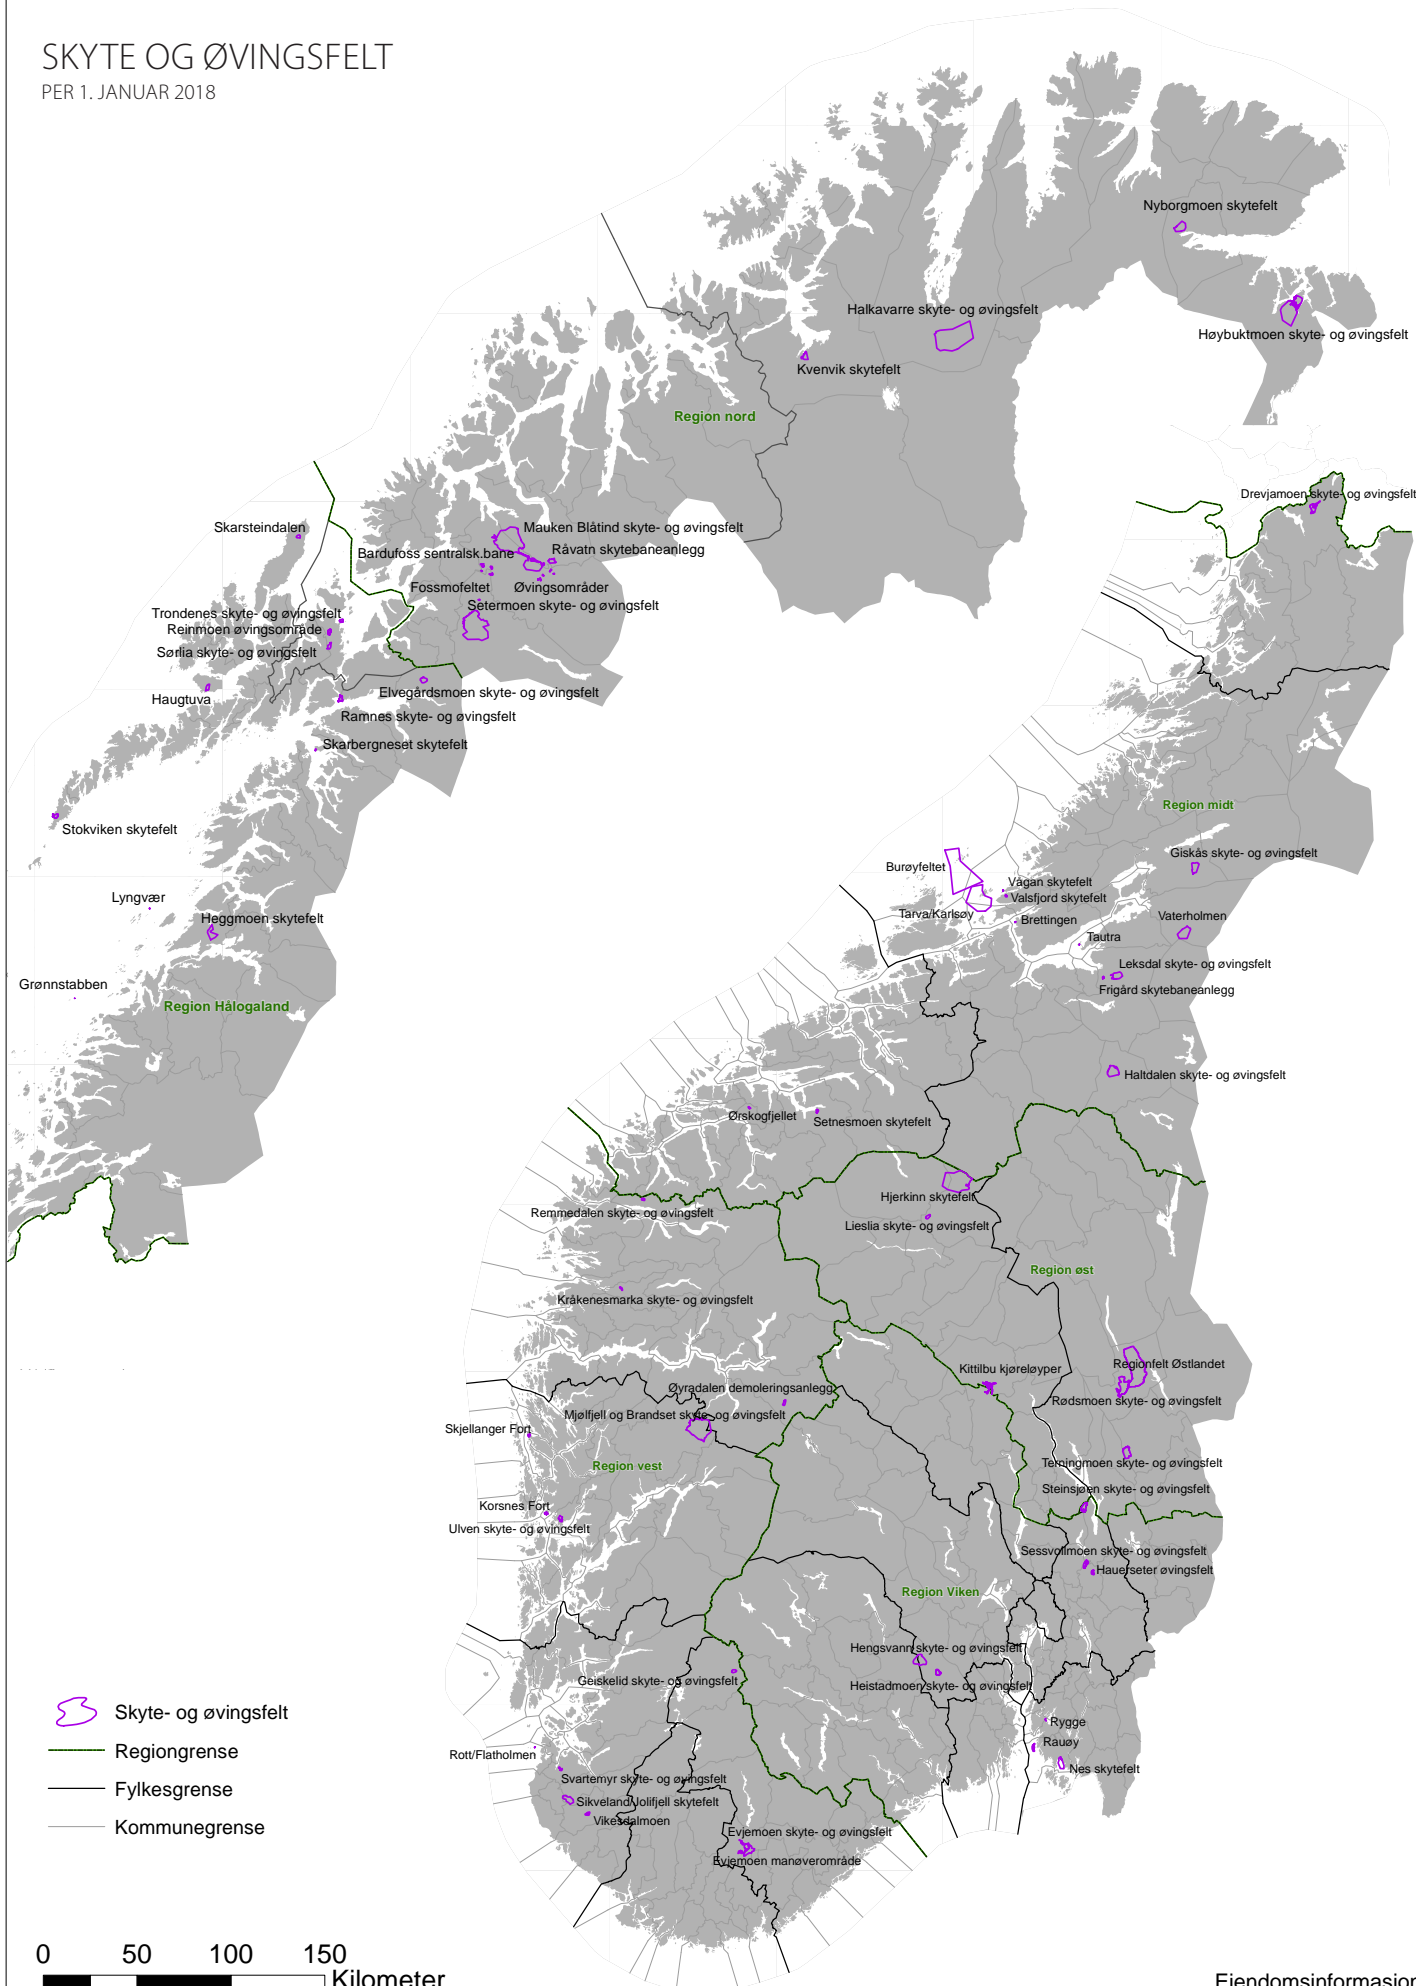 SKYTE OG ØVINGSFELT
PER 1. JANUAR 2018
Nyborgmoen skytefelt
Halkavarre skyte- og øvingsfelt
Høybuktmoen skyte- og øvingsfelt
Kvenvik skytefelt
Region nord
Drevjamoen skyte- og øvingsfelt
Skarsteindalen
Mauken Blåtind skyte- og øvingsfelt
Bardufoss sentralsk.bane
Råvatn skytebaneanlegg
Fossmofeltet
Øvingsområder
Setermoen skyte- og øvingsfelt
Trondenes skyte- og øvingsfelt
Reinmoen øvingsområde
Sørlia skyte- og øvingsfelt
Haugtuva
Elvegårdsmoen skyte- og øvingsfelt
Ramnes skyte- og øvingsfelt
Skarbergneset skytefelt
Region midt
Stokviken skytefelt
Giskås skyte- og øvingsfelt
Burøyfeltet
Vågan skytefelt
Valsfjord skytefelt
Lyngvær
Heggmoen skytefelt
Tarva/Karlsøy
Brettingen
Vaterholmen
Tautra
Leksdal skyte- og øvingsfelt
Grønnstabben
Frigård skytebaneanlegg
Region Hålogaland
Haltdalen skyte- og øvingsfelt
Ørskogfjellet
Setnesmoen skytefelt
Hjerkinn skytefelt
Remmedalen skyte- og øvingsfelt
Lieslia skyte- og øvingsfelt
Region øst
Kråkenesmarka skyte- og øvingsfelt
Regionfelt Østlandet
Kittilbu kjøreløyper
Øyradalen demoleringsanlegg
Rødsmoen skyte- og øvingsfelt
Mjølfjell og Brandset skyte- og øvingsfelt
Skjellanger Fort
Region vest
Terningmoen skyte- og øvingsfelt
Steinsjøen skyte- og øvingsfelt
Korsnes Fort
Ulven skyte- og øvingsfelt
Sessvollmoen skyte- og øvingsfelt
Hauerseter øvingsfelt
Region Viken
Hengsvann skyte- og øvingsfelt
Geiskelid skyte- og øvingsfelt
Heistadmoen skyte- og øvingsfelt
Rygge
Rauøy
Rott/Flatholmen
Nes skytefelt
Svartemyr skyte- og øvingsfelt
Sikveland/Jolifjell skytefelt
Vikesdalmoen
Evjemoen skyte- og øvingsfelt
Evjemoen manøverområde
Skyte- og øvingsfelt
Regiongrense
Fylkesgrense
Kommunegrense
0 50 100 150
Kilometer
Eiendomsinformasjon